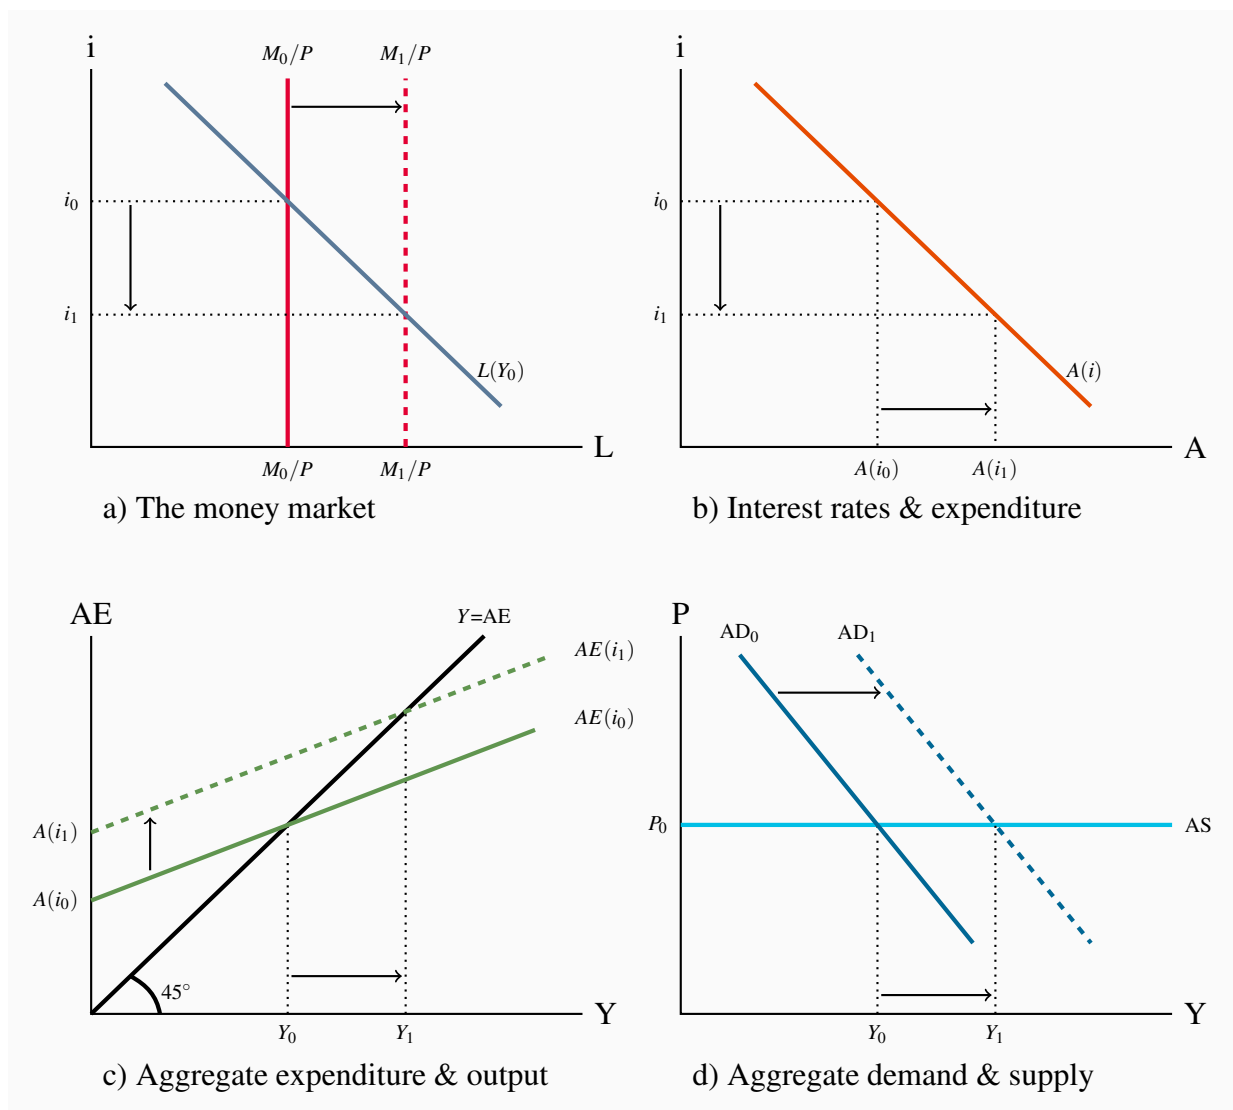 i
M₀/P
M₁/P
i₀
i₁
L(Y₀)
L
M₀/P
M₁/P
a) The money market
i
i₀
i₁
A(i)
A
A(i₀)
A(i₁)
b) Interest rates & expenditure
AE
Y=AE
AE(i₁)
AE(i₀)
A(i₁)
A(i₀)
45°
Y
Y₀
Y₁
c) Aggregate expenditure & output
P
AD₀
AD₁
P₀
AS
Y
Y₀
Y₁
d) Aggregate demand & supply